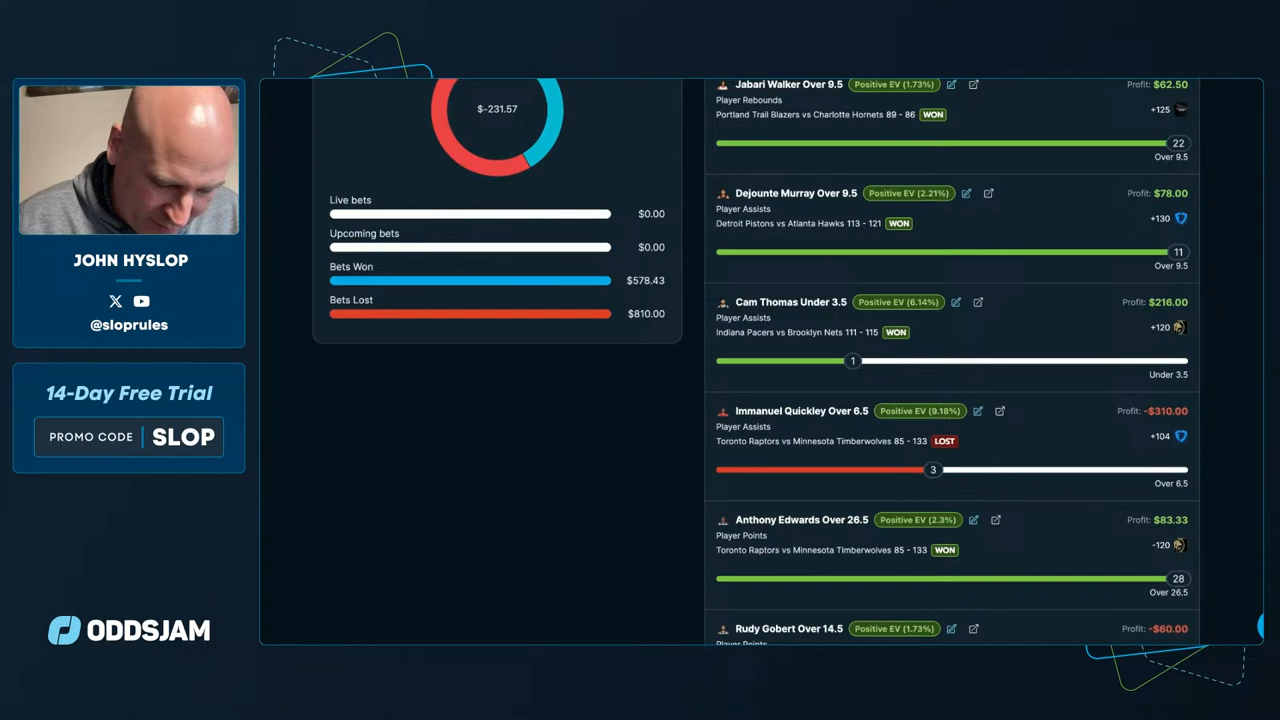 JOHN HYSLOP
@sloprules
14-Day Free Trial
PROMO CODE | SLOP
ODDSJAM
$-231.57
Live bets
$0.00
Upcoming bets
$0.00
Bets Won
$578.43
Bets Lost
$810.00
Jabari Walker Over 9.5 Positive EV (1.73%) Profit: $62.50
Player Rebounds
+125
Portland Trail Blazers vs Charlotte Hornets 89 - 86 WON
22
Over 9.5
Dejounte Murray Over 9.5 Positive EV (2.21%) Profit: $78.00
Player Assists
+130
Detroit Pistons vs Atlanta Hawks 113 - 121 WON
11
Over 9.5
Cam Thomas Under 3.5 Positive EV (6.14%) Profit: $216.00
Player Assists
+120
Indiana Pacers vs Brooklyn Nets 111 - 115 WON
1
Under 3.5
Immanuel Quickley Over 6.5 Positive EV (9.18%) Profit: -$310.00
Player Assists
+104
Toronto Raptors vs Minnesota Timberwolves 85 - 133 LOST
3
Over 6.5
Anthony Edwards Over 26.5 Positive EV (2.3%) Profit: $83.33
Player Points
-120
Toronto Raptors vs Minnesota Timberwolves 85 - 133 WON
28
Over 26.5
Rudy Gobert Over 14.5 Positive EV (1.73%) Profit: -$60.00
Player Points